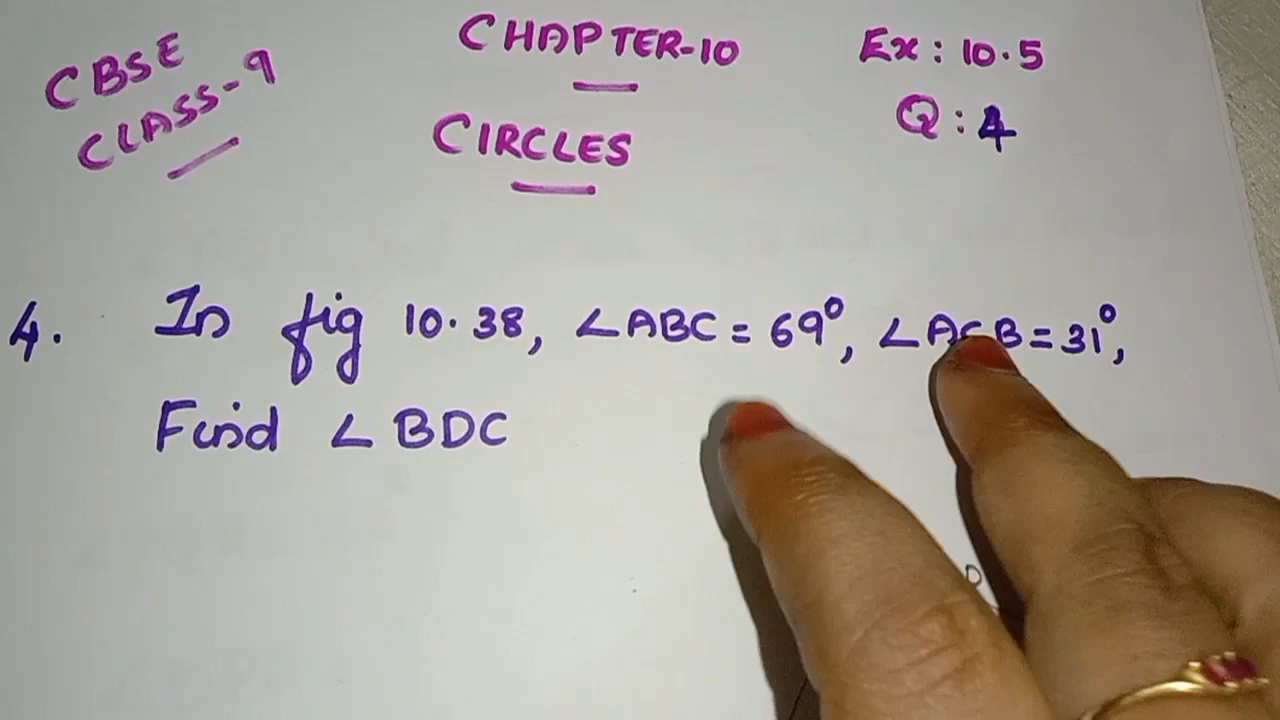 CBSE
CLASS-9
CHAPTER-10
CIRCLES
Ex: 10.5
Q: 4
4. In fig 10.38, ∠ABC = 69°, ∠ACB = 31°,
Find ∠BDC
D